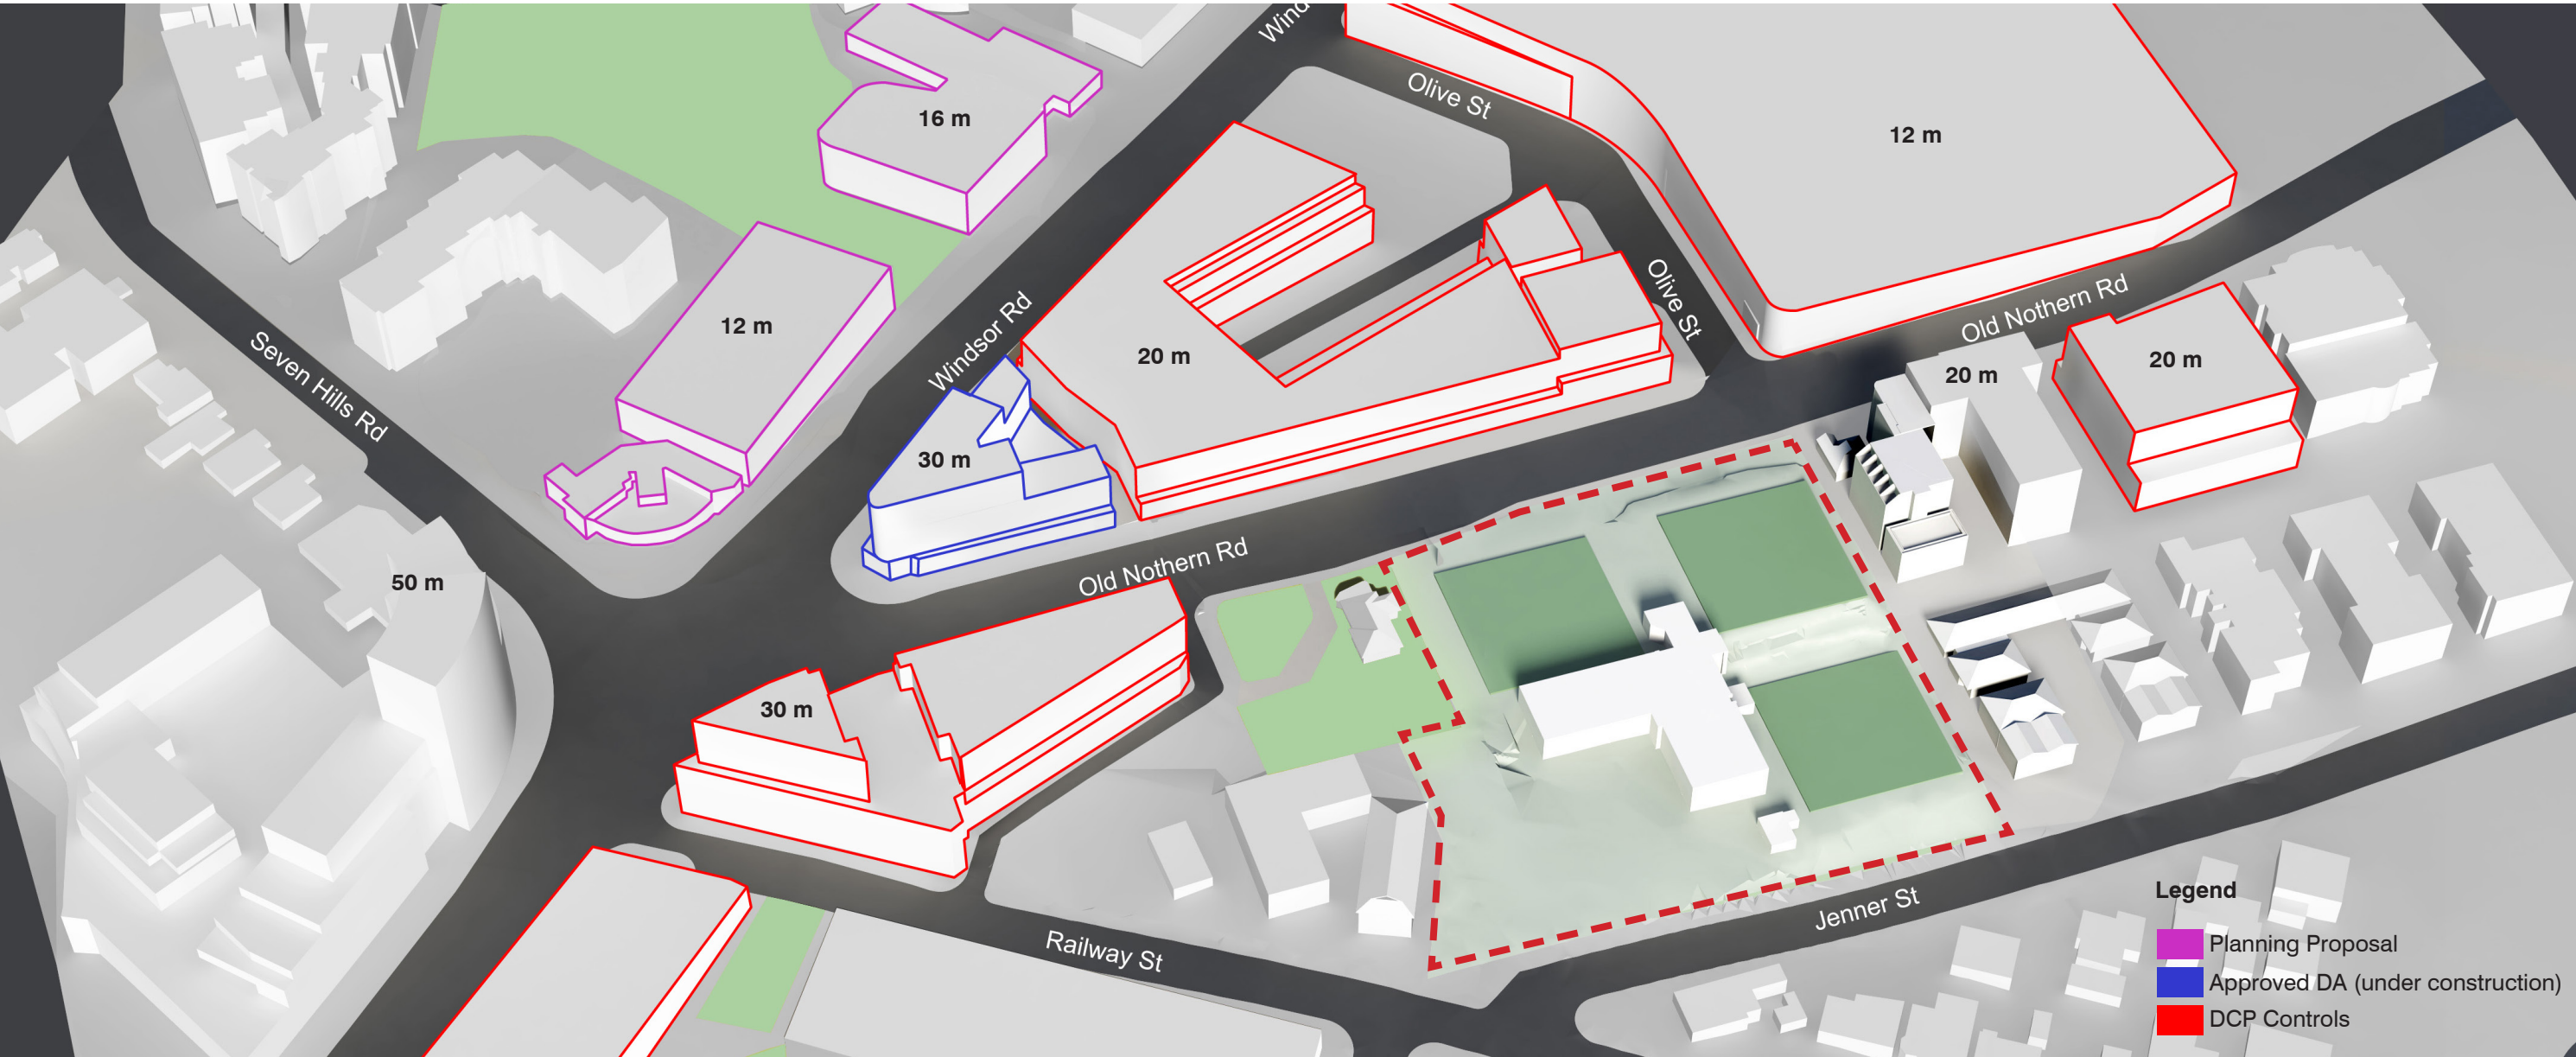 Wind
Olive St
16 m
12 m
Olive St
Old Nothern Rd
Windsor Rd
12 m
20 m
20 m
20 m
Seven Hills Rd
30 m
Old Nothern Rd
50 m
30 m
Jenner St
Railway St
Legend
Planning Proposal
Approved DA (under construction)
DCP Controls